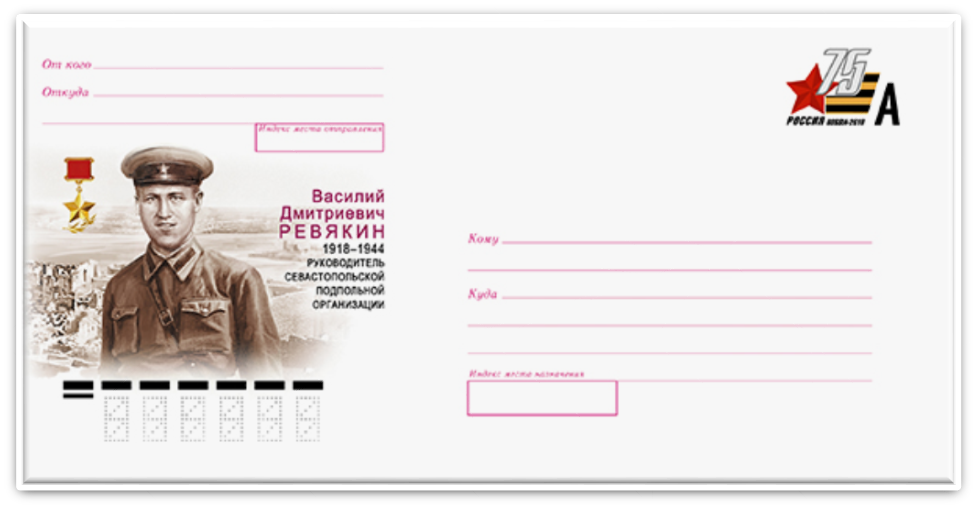 От кого
Откуда
Индекс места отправления
75
РОССИЯ
А
Василий
Дмитриевич
РЕВЯКИН
1918–1944
РУКОВОДИТЕЛЬ
СЕВАСТОПОЛЬСКОЙ
ПОДПОЛЬНОЙ
ОРГАНИЗАЦИИ
Кому
Куда
Индекс места назначения